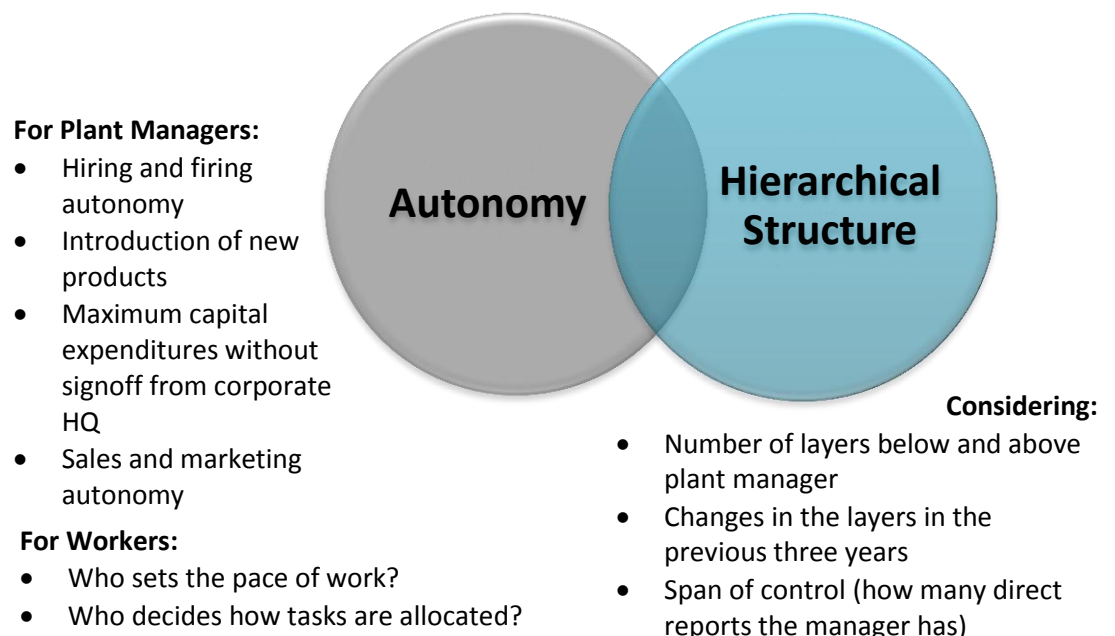 Autonomy
Hierarchical
Structure
For Plant Managers:
• Hiring and firing
autonomy
• Introduction of new
products
• Maximum capital
expenditures without
signoff from corporate
HQ
• Sales and marketing
autonomy
For Workers:
• Who sets the pace of work?
• Who decides how tasks are allocated?
Considering:
• Number of layers below and above
plant manager
• Changes in the layers in the
previous three years
• Span of control (how many direct
reports the manager has)